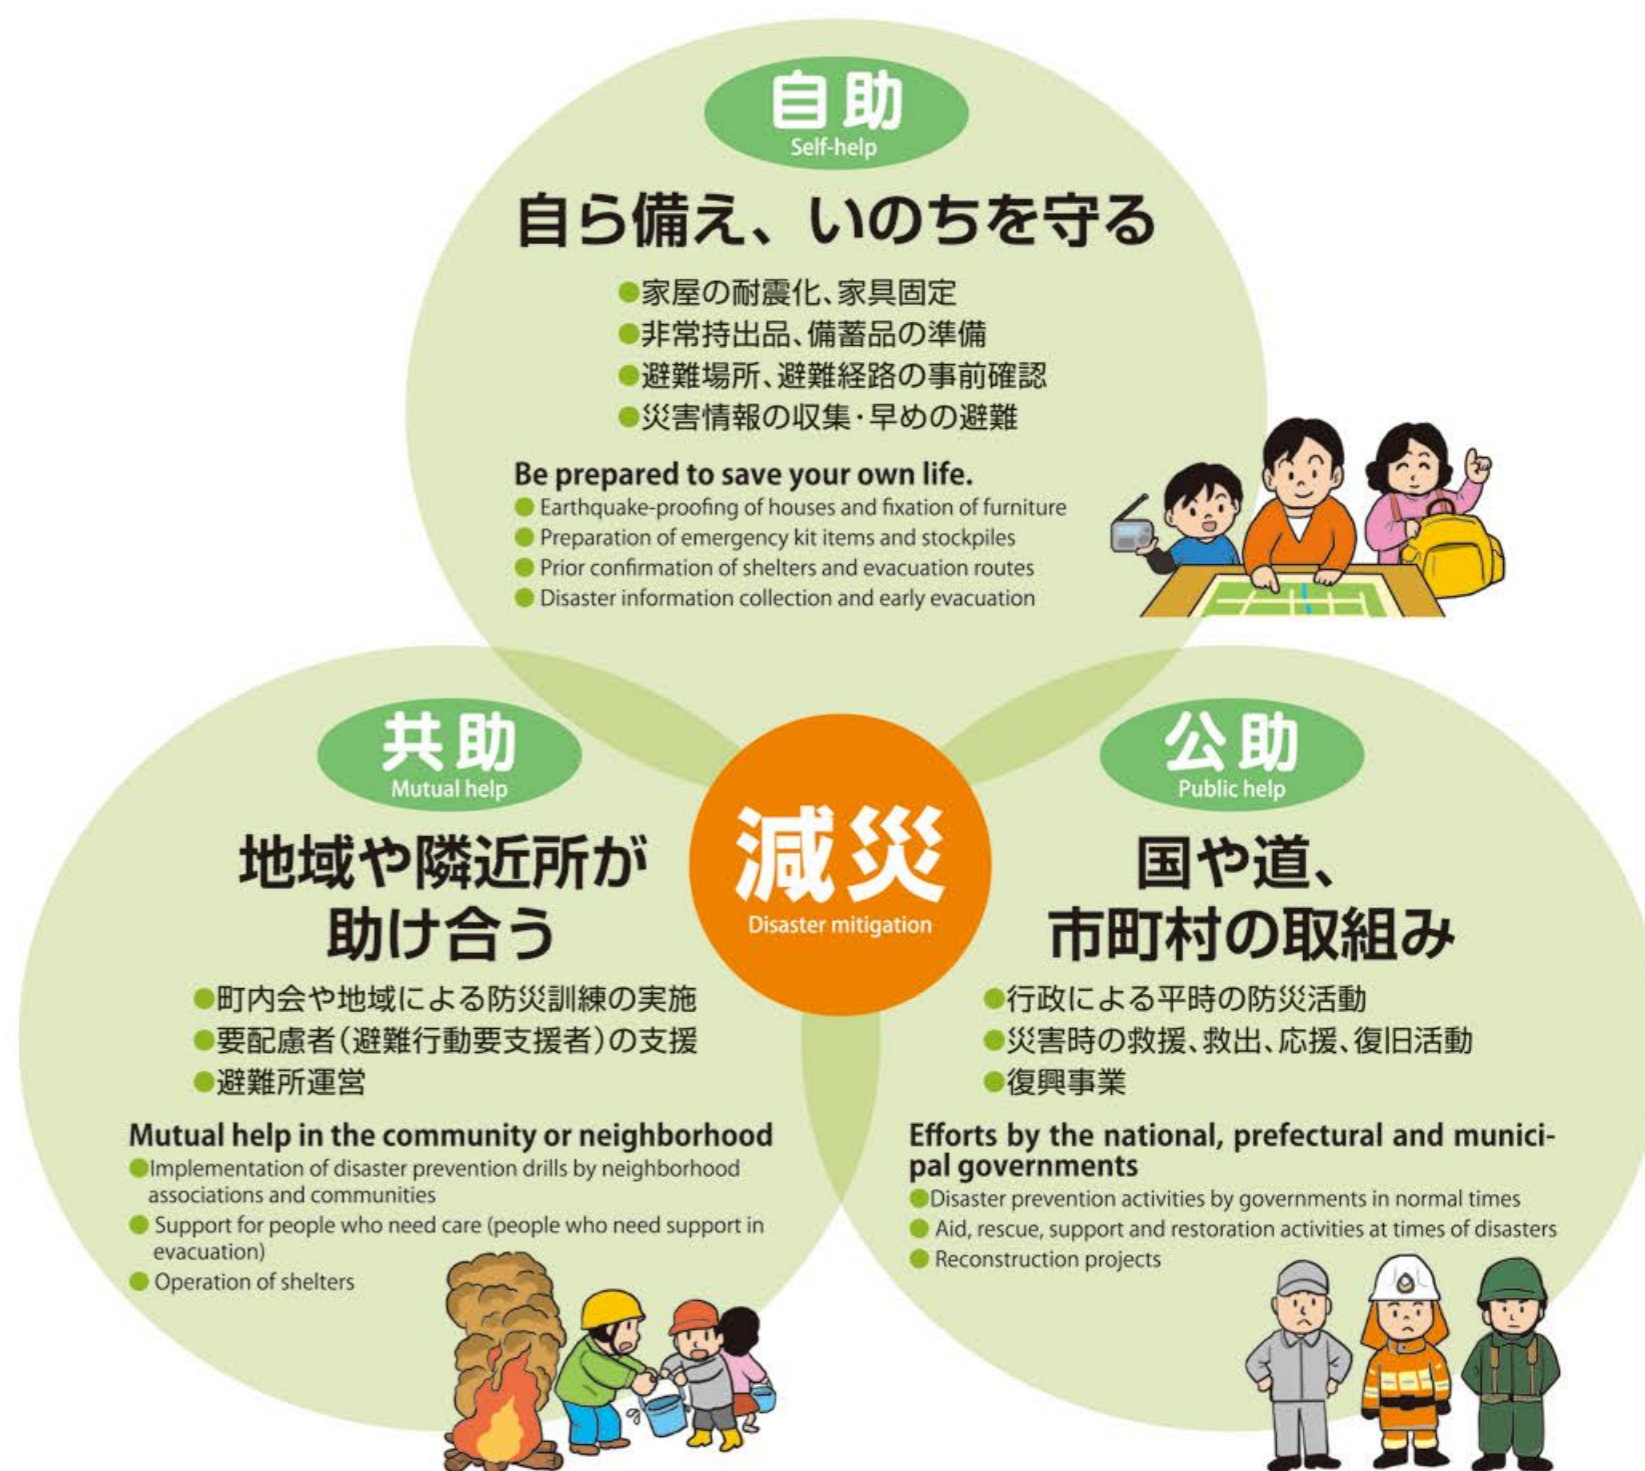 自助
Self-help
自ら備え、いのちを守る
●家屋の耐震化、家具固定
●非常持出品、備蓄品の準備
●避難場所、避難経路の事前確認
●災害情報の収集・早めの避難
Be prepared to save your own life.
● Earthquake-proofing of houses and fixation of furniture
● Preparation of emergency kit items and stockpiles
● Prior confirmation of shelters and evacuation routes
● Disaster information collection and early evacuation
共助
Mutual help
地域や隣近所が
助け合う
●町内会や地域による防災訓練の実施
●要配慮者(避難行動要支援者)の支援
●避難所運営
Mutual help in the community or neighborhood
●Implementation of disaster prevention drills by neighborhood
associations and communities
● Support for people who need care (people who need support in
evacuation)
● Operation of shelters
減災
Disaster mitigation
公助
Public help
国や道、
市町村の取組み
●行政による平時の防災活動
●災害時の救援、救出、応援、復旧活動
●復興事業
Efforts by the national, prefectural and munici-
pal governments
●Disaster prevention activities by governments in normal times
● Aid, rescue, support and restoration activities at times of disasters
● Reconstruction projects